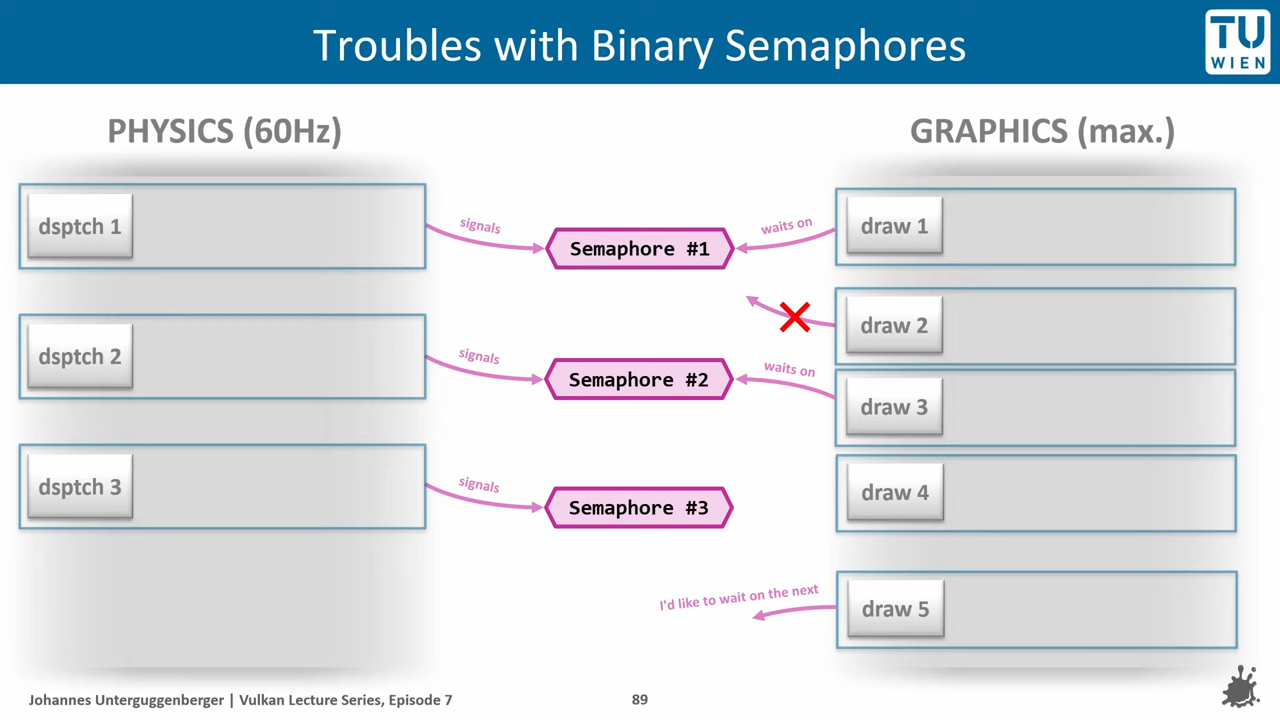 Troubles with Binary Semaphores
TU
WIEN
PHYSICS (60Hz)
GRAPHICS (max.)
dsptch 1
signals
Semaphore #1
waits on
draw 1
draw 2
dsptch 2
signals
Semaphore #2
waits on
draw 3
dsptch 3
signals
Semaphore #3
draw 4
I'd like to wait on the next
draw 5
Johannes Unterguggenberger | Vulkan Lecture Series, Episode 7
89